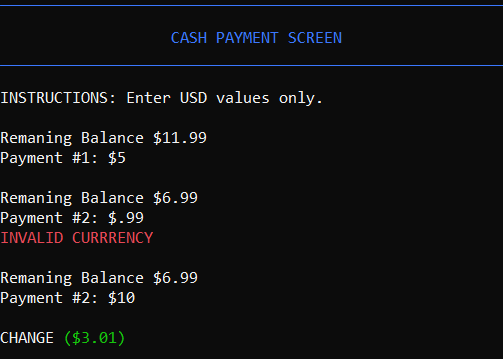 CASH PAYMENT SCREEN
INSTRUCTIONS: Enter USD values only.
Remaning Balance $11.99
Payment #1: $5
Remaning Balance $6.99
Payment #2: $.99
INVALID CURRRENCY
Remaning Balance $6.99
Payment #2: $10
CHANGE ($3.01)